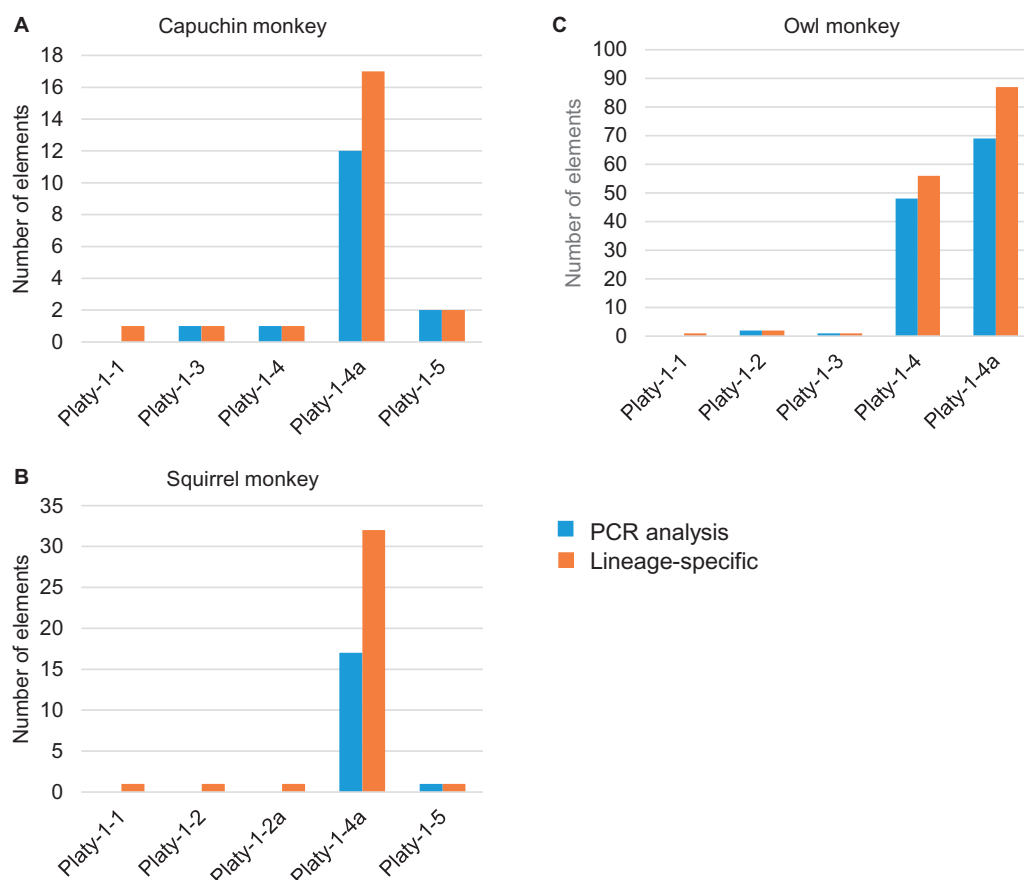 A
Capuchin monkey
Number of elements
18
16
14
12
10
8
6
4
2
0
Platy-1-1
Platy-1-3
Platy-1-4
Platy-1-4a
Platy-1-5
B
Squirrel monkey
Number of elements
35
30
25
20
15
10
5
0
Platy-1-1
Platy-1-2
Platy-1-2a
Platy-1-4a
Platy-1-5
C
Owl monkey
Number of elements
100
90
80
70
60
50
40
30
20
10
0
Platy-1-1
Platy-1-2
Platy-1-3
Platy-1-4
Platy-1-4a
PCR analysis
Lineage-specific